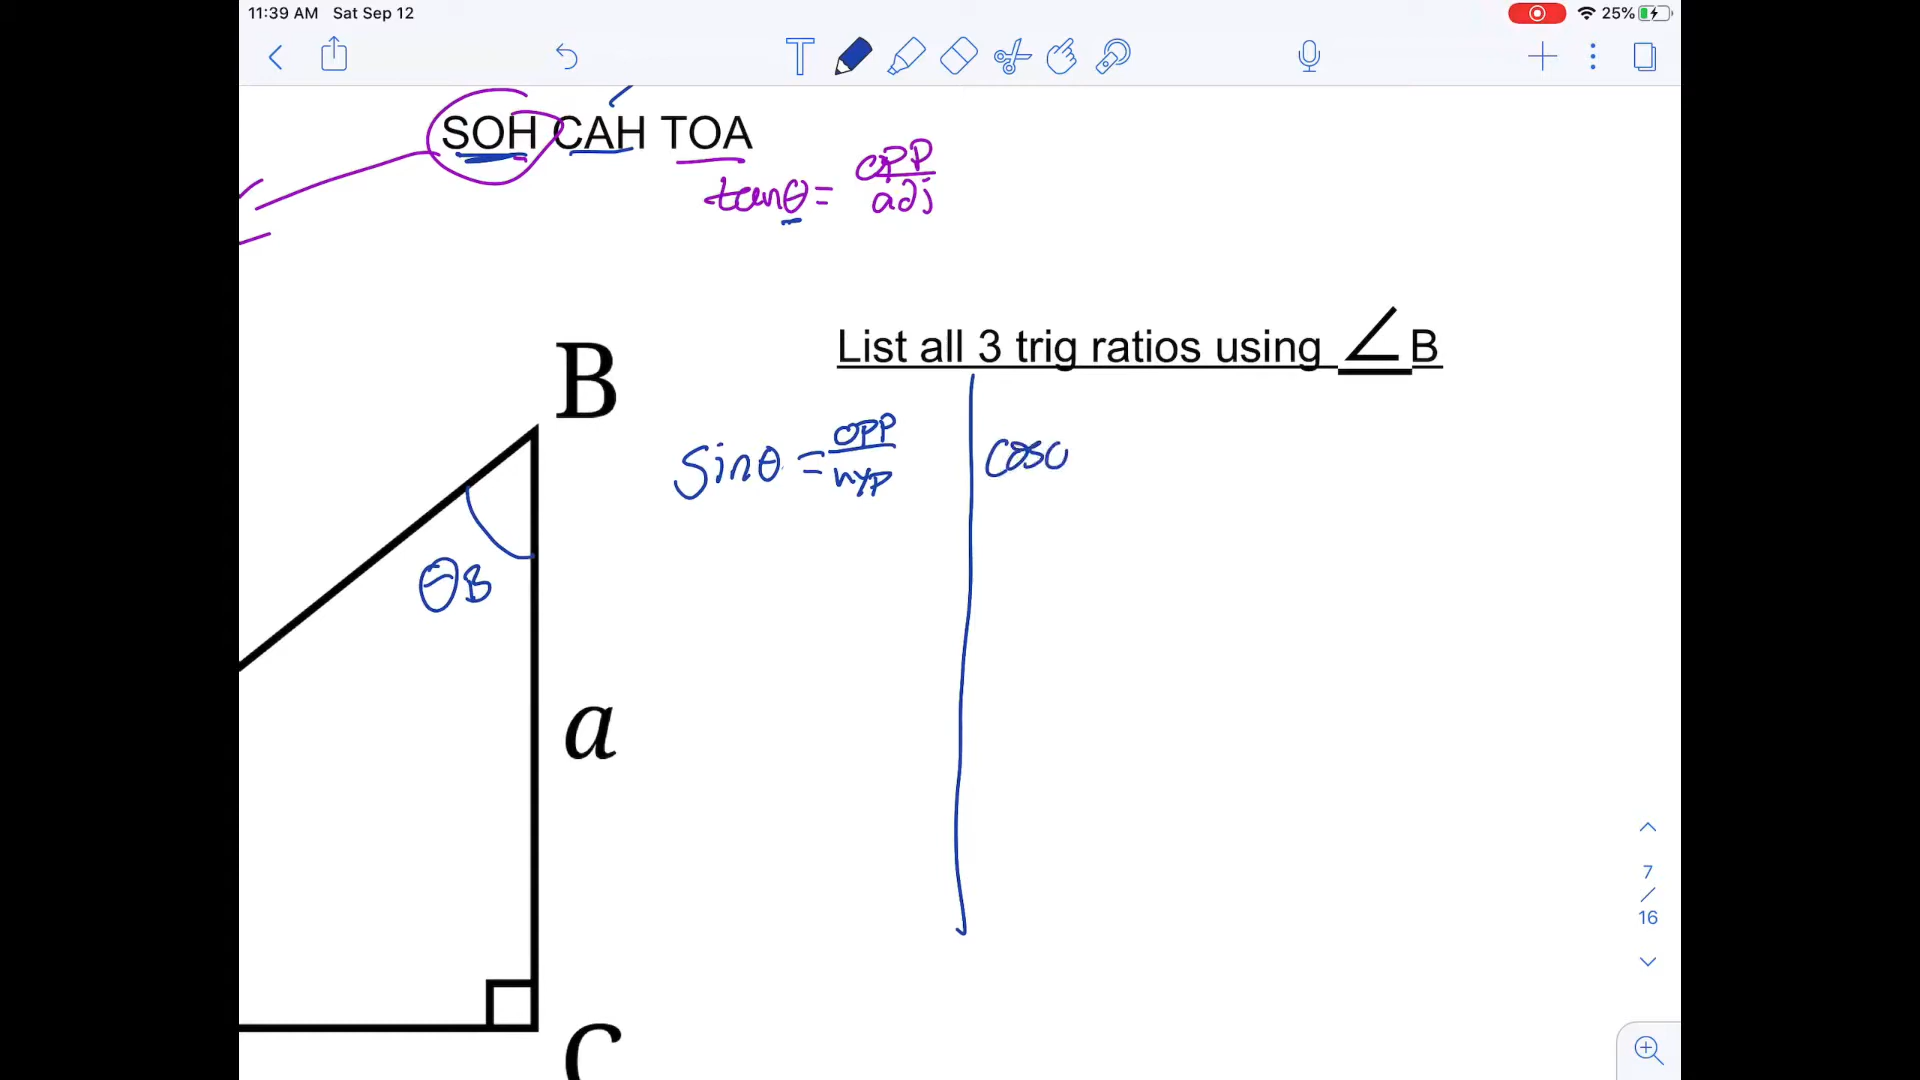 11:39 AM Sat Sep 12 25%
T
SOH CAH TOA
tanθ = opp/adj
List all 3 trig ratios using ∠B
B
sinθ = opp/hyp
cos
θB
a
7
/
16
C